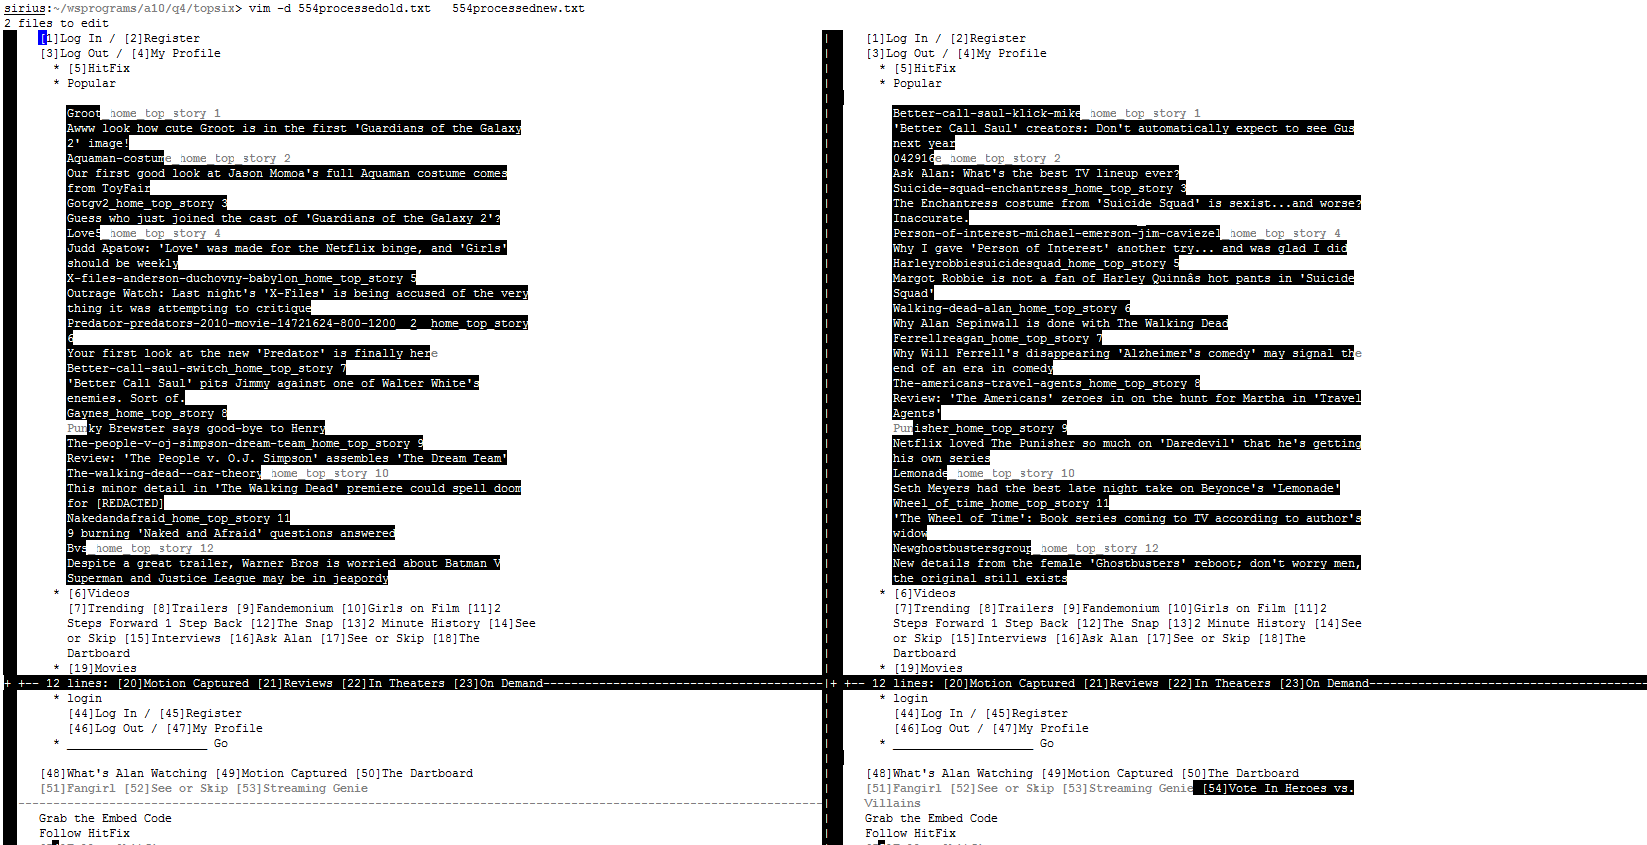 sirius:~/wsprograms/a10/q4/topsix> vim -d 554processedold.txt   554processednew.txt
2 files to edit
[1]Log In / [2]Register
[3]Log Out / [4]My Profile
* [5]HitFix
* Popular
Groot_home_top_story 1
Awww look how cute Groot is in the first 'Guardians of the Galaxy
2' image!
Aquaman-costume_home_top_story 2
Our first good look at Jason Momoa's full Aquaman costume comes
from ToyFair
Gotgv2_home_top_story 3
Guess who just joined the cast of 'Guardians of the Galaxy 2'?
Love5_home_top_story 4
Judd Apatow: 'Love' was made for the Netflix binge, and 'Girls'
should be weekly
X-files-anderson-duchovny-babylon_home_top_story 5
Outrage Watch: Last night's 'X-Files' is being accused of the very
thing it was attempting to critique
Predator-predators-2010-movie-14721624-800-1200__2__home_top_story
6
Your first look at the new 'Predator' is finally here
Better-call-saul-switch_home_top_story 7
'Better Call Saul' pits Jimmy against one of Walter White's
enemies. Sort of.
Gaynes_home_top_story 8
Punky Brewster says good-bye to Henry
The-people-v-oj-simpson-dream-team_home_top_story 9
Review: 'The People v. O.J. Simpson' assembles 'The Dream Team'
The-walking-dead--car-theory_home_top_story 10
This minor detail in 'The Walking Dead' premiere could spell doom
for [REDACTED]
Nakedandafraid_home_top_story 11
9 burning 'Naked and Afraid' questions answered
Bvs_home_top_story 12
Despite a great trailer, Warner Bros is worried about Batman V
Superman and Justice League may be in jeapordy
* [6]Videos
[7]Trending [8]Trailers [9]Fandemonium [10]Girls on Film [11]2
Steps Forward 1 Step Back [12]The Snap [13]2 Minute History [14]See
or Skip [15]Interviews [16]Ask Alan [17]See or Skip [18]The
Dartboard
* [19]Movies
+ +-- 12 lines: [20]Motion Captured [21]Reviews [22]In Theaters [23]On Demand
* login
[44]Log In / [45]Register
[46]Log Out / [47]My Profile
* ____________________ Go
[48]What's Alan Watching [49]Motion Captured [50]The Dartboard
[51]Fangirl [52]See or Skip [53]Streaming Genie
Grab the Embed Code
Follow HitFix
[1]Log In / [2]Register
[3]Log Out / [4]My Profile
* [5]HitFix
* Popular
Better-call-saul-klick-mike_home_top_story 1
'Better Call Saul' creators: Don't automatically expect to see Gus
next year
042916e_home_top_story 2
Ask Alan: What's the best TV lineup ever?
Suicide-squad-enchantress_home_top_story 3
The Enchantress costume from 'Suicide Squad' is sexist...and worse?
Inaccurate.
Person-of-interest-michael-emerson-jim-caviezel_home_top_story 4
Why I gave 'Person of Interest' another try... and was glad I did
Harleyrobbiesuicidesquad_home_top_story 5
Margot Robbie is not a fan of Harley Quinnâs hot pants in 'Suicide
Squad'
Walking-dead-alan_home_top_story 6
Why Alan Sepinwall is done with The Walking Dead
Ferrellreagan_home_top_story 7
Why Will Ferrell's disappearing 'Alzheimer's comedy' may signal the
end of an era in comedy
The-americans-travel-agents_home_top_story 8
Review: 'The Americans' zeroes in on the hunt for Martha in 'Travel
Agents'
Punisher_home_top_story 9
Netflix loved The Punisher so much on 'Daredevil' that he's getting
his own series
Lemonade_home_top_story 10
Seth Meyers had the best late night take on Beyonce's 'Lemonade'
Wheel_of_time_home_top_story 11
'The Wheel of Time': Book series coming to TV according to author's
widow
Newghostbustersgroup_home_top_story 12
New details from the female 'Ghostbusters' reboot; don't worry men,
the original still exists
* [6]Videos
[7]Trending [8]Trailers [9]Fandemonium [10]Girls on Film [11]2
Steps Forward 1 Step Back [12]The Snap [13]2 Minute History [14]See
or Skip [15]Interviews [16]Ask Alan [17]See or Skip [18]The
Dartboard
* [19]Movies
+ +-- 12 lines: [20]Motion Captured [21]Reviews [22]In Theaters [23]On Demand
* login
[44]Log In / [45]Register
[46]Log Out / [47]My Profile
* ____________________ Go
[48]What's Alan Watching [49]Motion Captured [50]The Dartboard
[51]Fangirl [52]See or Skip [53]Streaming Genie [54]Vote In Heroes vs.
Villains
Grab the Embed Code
Follow HitFix